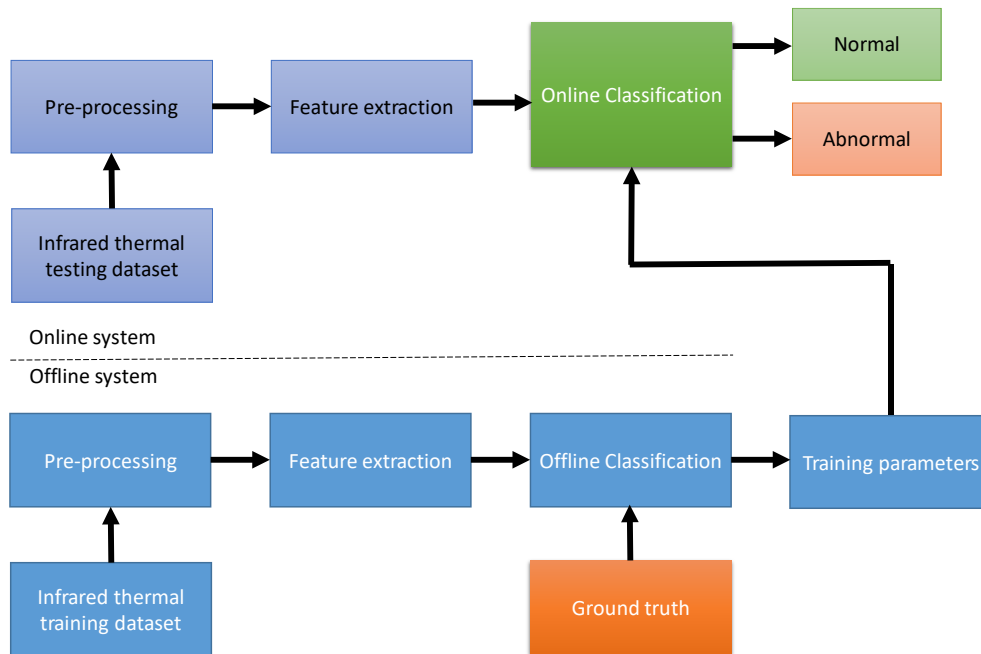 Normal
Pre-processing
Feature extraction
Online Classification
Abnormal
Infrared thermal
testing dataset
Online system
Offline system
Pre-processing
Feature extraction
Offline Classification
Training parameters
Infrared thermal
training dataset
Ground truth